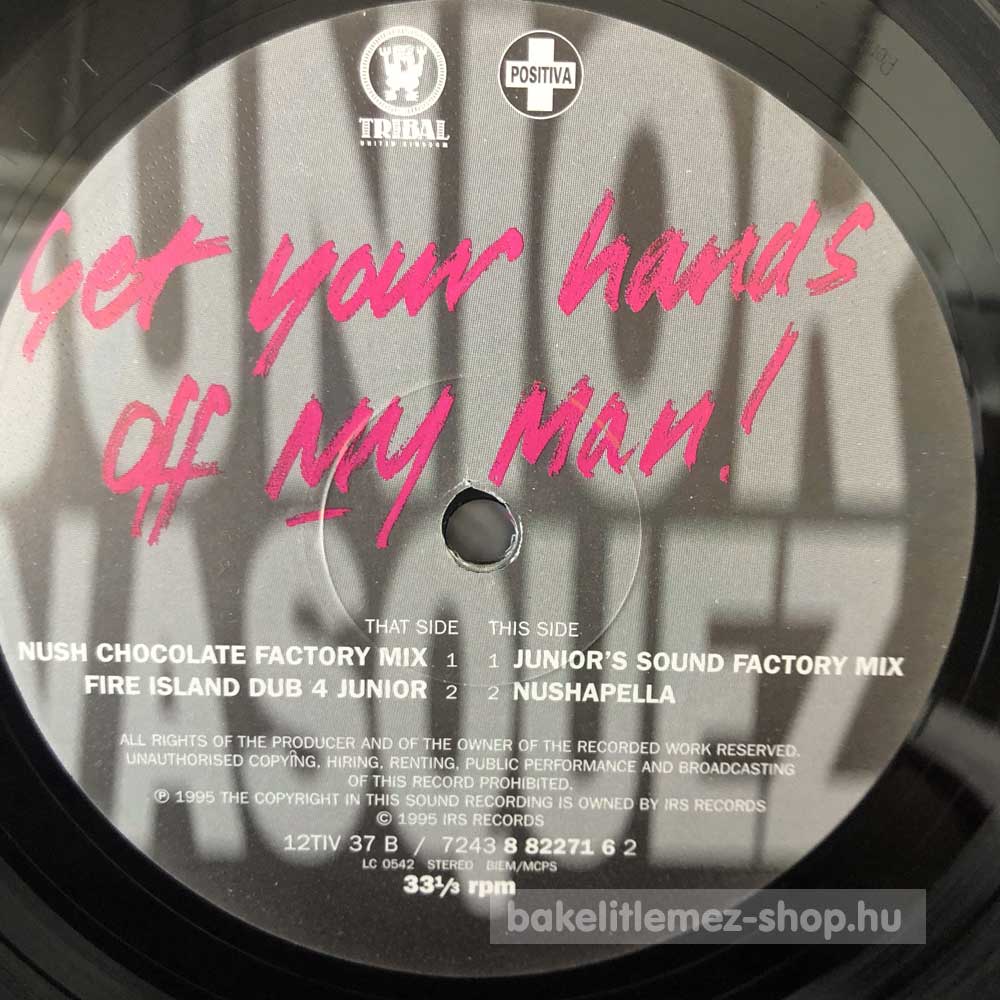 TRIBAL
UNITED KINGDOM
POSITIVA
JUNIOR
Get your hands
off My Man!
VASQUEZ
THAT SIDE THIS SIDE
NUSH CHOCOLATE FACTORY MIX 1 1 JUNIOR'S SOUND FACTORY MIX
FIRE ISLAND DUB 4 JUNIOR 2 2 NUSHAPELLA
ALL RIGHTS OF THE PRODUCER AND OF THE OWNER OF THE RECORDED WORK RESERVED.
UNAUTHORISED COPYING, HIRING, RENTING, PUBLIC PERFORMANCE AND BROADCASTING
OF THIS RECORD PROHIBITED.
℗ 1995 THE COPYRIGHT IN THIS SOUND RECORDING IS OWNED BY IRS RECORDS
© 1995 IRS RECORDS
12TIV 37 B / 7243 8 82271 6 2
LC 0542 STEREO BIEM/MCPS
33⅓ rpm
bakelitlemez-shop.hu